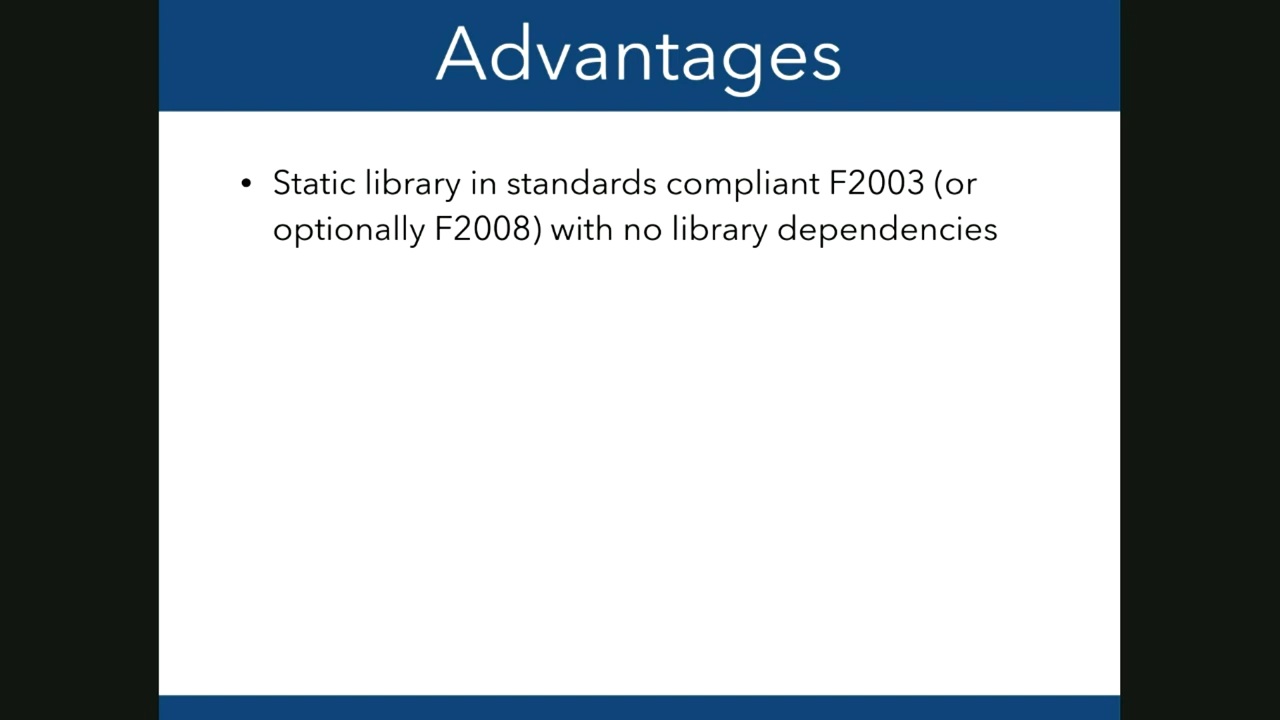 Advantages
• Static library in standards compliant F2003 (or
optionally F2008) with no library dependencies